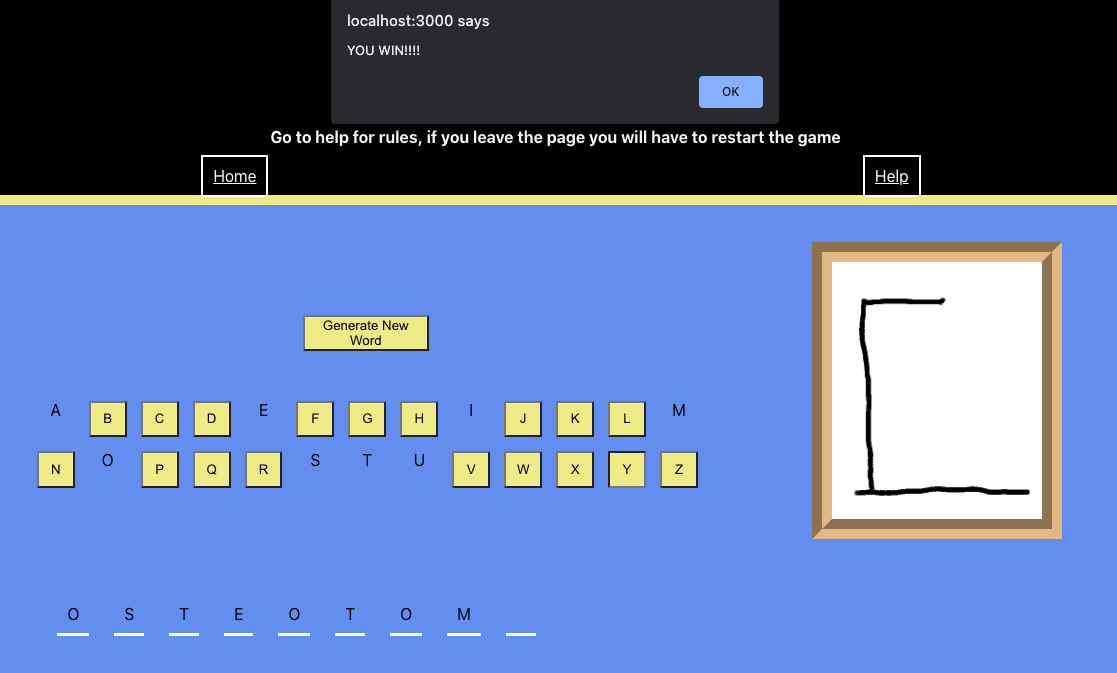 localhost:3000 says
YOU WIN!!!!
OK
Go to help for rules, if you leave the page you will have to restart the game
Home Help
Generate New
Word
A B C D E F G H I J K L M
N O P Q R S T U V W X Y Z
O S T E O T O M